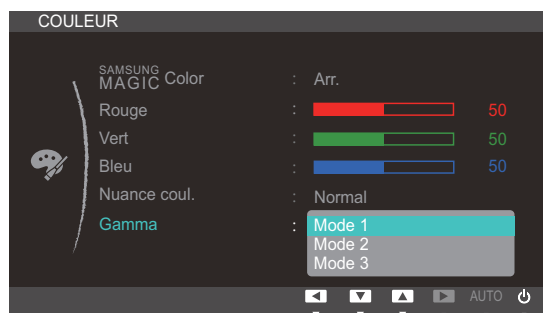 COULEUR
SAMSUNG MAGIC Color : Arr.
Rouge : 50
Vert : 50
Bleu : 50
Nuance coul. : Normal
Gamma : Mode 1
Mode 2
Mode 3
AUTO